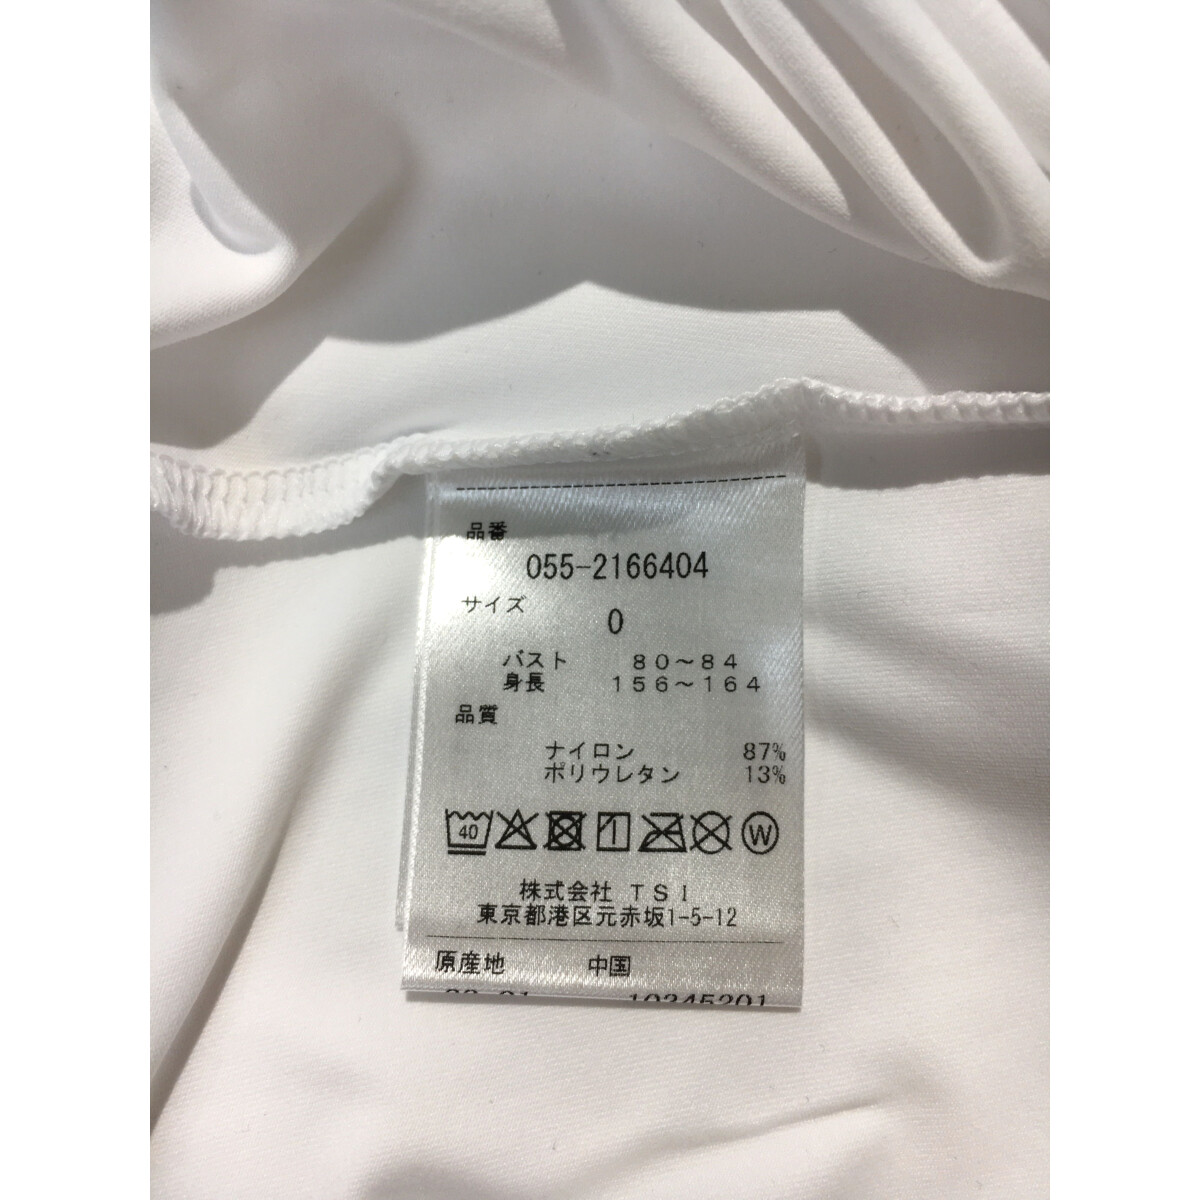 品番
055-2166404
サイズ
0
バスト 80～84
身長 156～164
品質
ナイロン 87%
ポリウレタン 13%
40
W
株式会社 TSI
東京都港区元赤坂1-5-12
原産地 中国
10345201